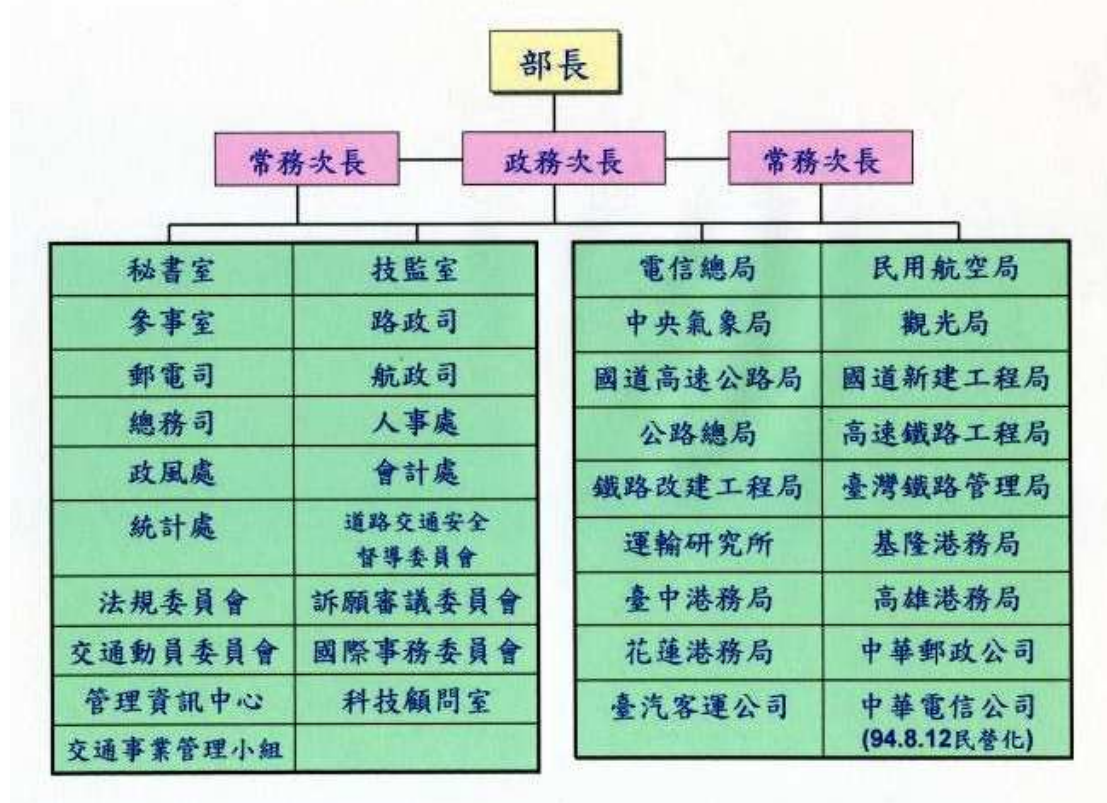 部長
常務次長
政務次長
常務次長
秘書室
技監室
參事室
路政司
郵電司
航政司
總務司
人事處
政風處
會計處
統計處
道路交通安全
督導委員會
法規委員會
訴願審議委員會
交通動員委員會
國際事務委員會
管理資訊中心
科技顧問室
交通事業管理小組
電信總局
民用航空局
中央氣象局
觀光局
國道高速公路局
國道新建工程局
公路總局
高速鐵路工程局
鐵路改建工程局
臺灣鐵路管理局
運輸研究所
基隆港務局
臺中港務局
高雄港務局
花蓮港務局
中華郵政公司
臺汽客運公司
中華電信公司
(94.8.12民營化)